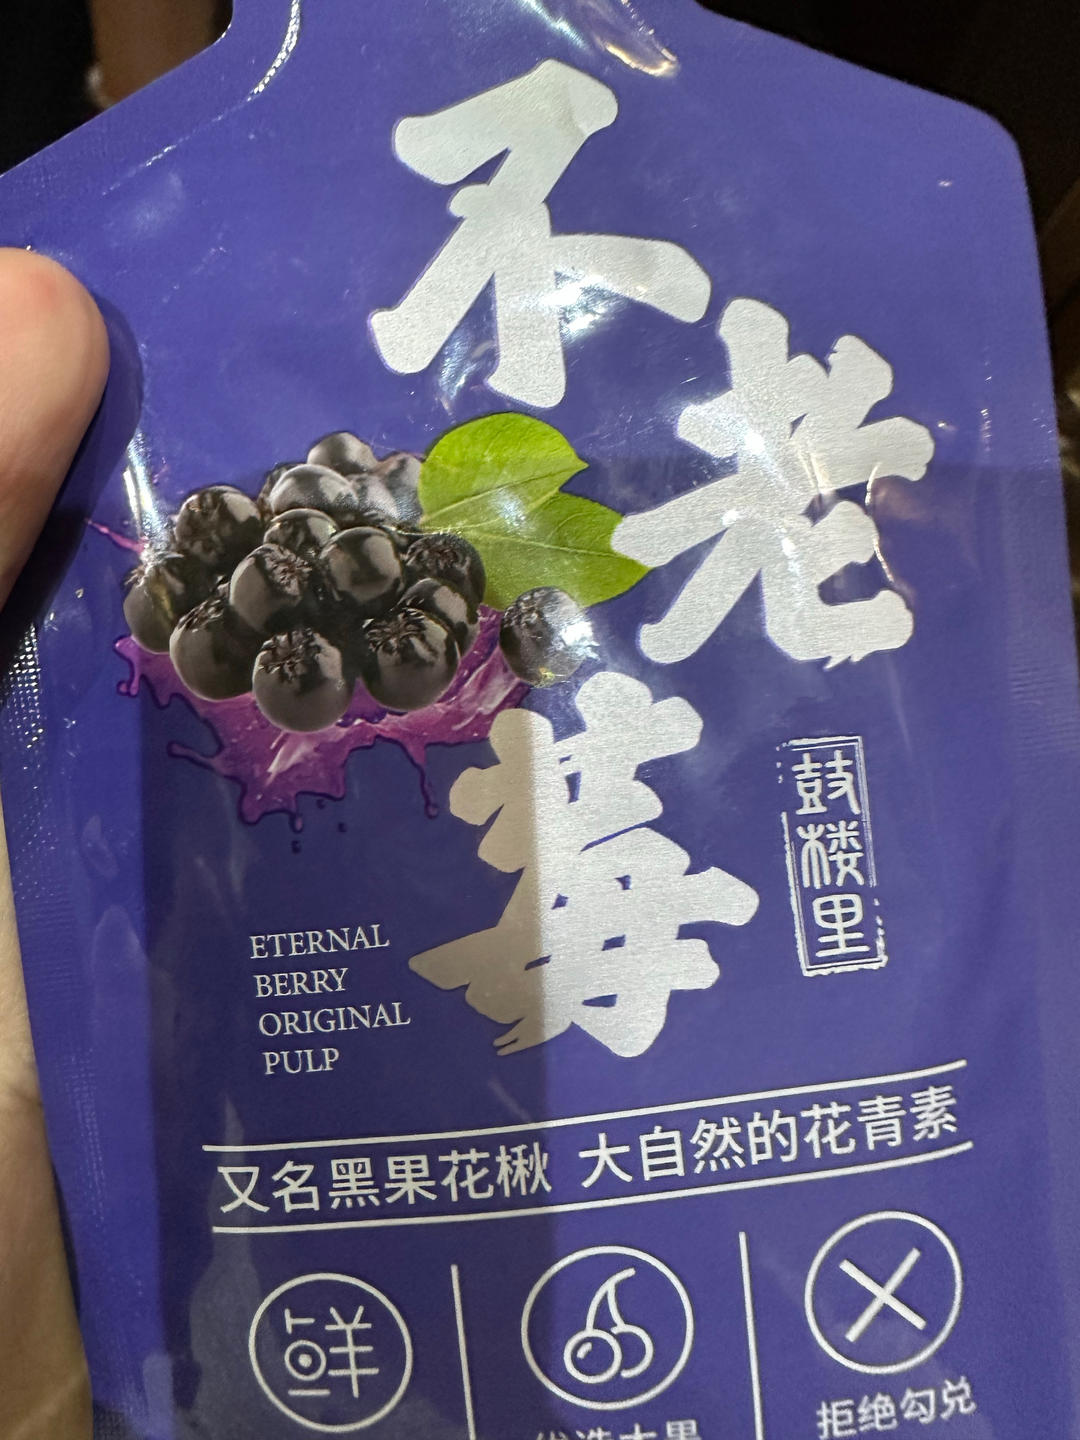 不老莓
鼓楼里
ETERNAL
BERRY
ORIGINAL
PULP
又名黑果花楸 大自然的花青素
鲜
拒绝勾兑